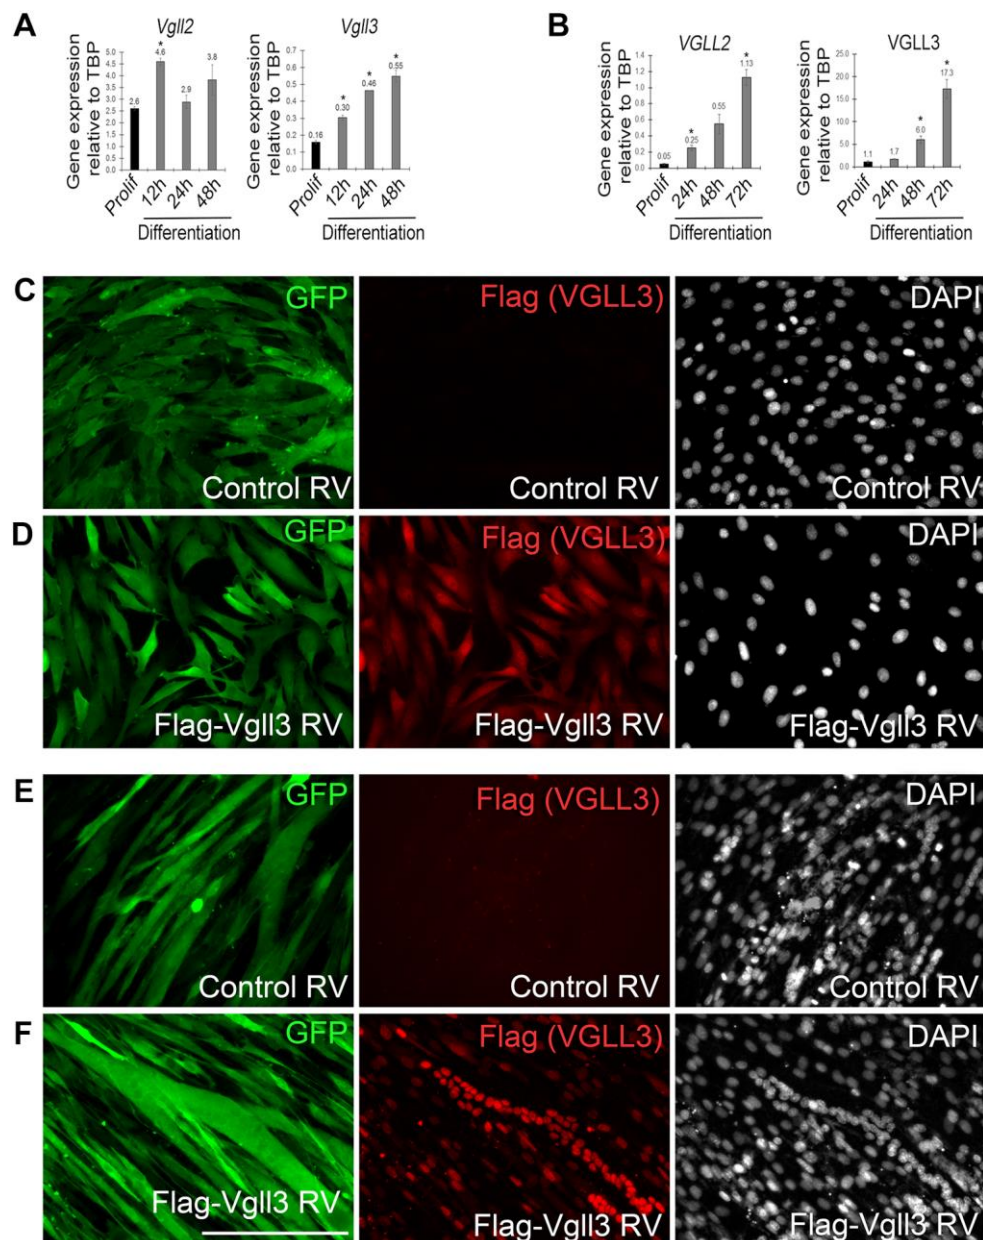 A
Vgll2
Gene expression
relative to TBP
5.0
4.5
4.0
3.5
3.0
2.5
2.0
1.5
1.0
0.5
0.0
2.6
*
4.6
2.9
3.8
Prolif
12h
24h
48h
Differentiation
Vgll3
Gene expression
relative to TBP
0.6
0.5
0.4
0.3
0.2
0.1
0
0.16
*
0.30
*
0.46
*
0.55
Prolif
12h
24h
48h
Differentiation
B
VGLL2
Gene expression
relative to TBP
1.4
1.2
1.0
0.8
0.6
0.4
0.2
0.0
0.05
*
0.25
0.55
*
1.13
Prolif
24h
48h
72h
Differentiation
VGLL3
Gene expression
relative to TBP
25.0
20.0
15.0
10.0
5.0
0.0
1.1
1.7
*
6.0
*
17.3
Prolif
24h
48h
72h
Differentiation
C
GFP
Flag (VGLL3)
DAPI
Control RV
Control RV
Control RV
D
GFP
Flag (VGLL3)
DAPI
Flag-Vgll3 RV
Flag-Vgll3 RV
Flag-Vgll3 RV
E
GFP
Flag (VGLL3)
DAPI
Control RV
Control RV
Control RV
F
GFP
Flag (VGLL3)
DAPI
Flag-Vgll3 RV
Flag-Vgll3 RV
Flag-Vgll3 RV